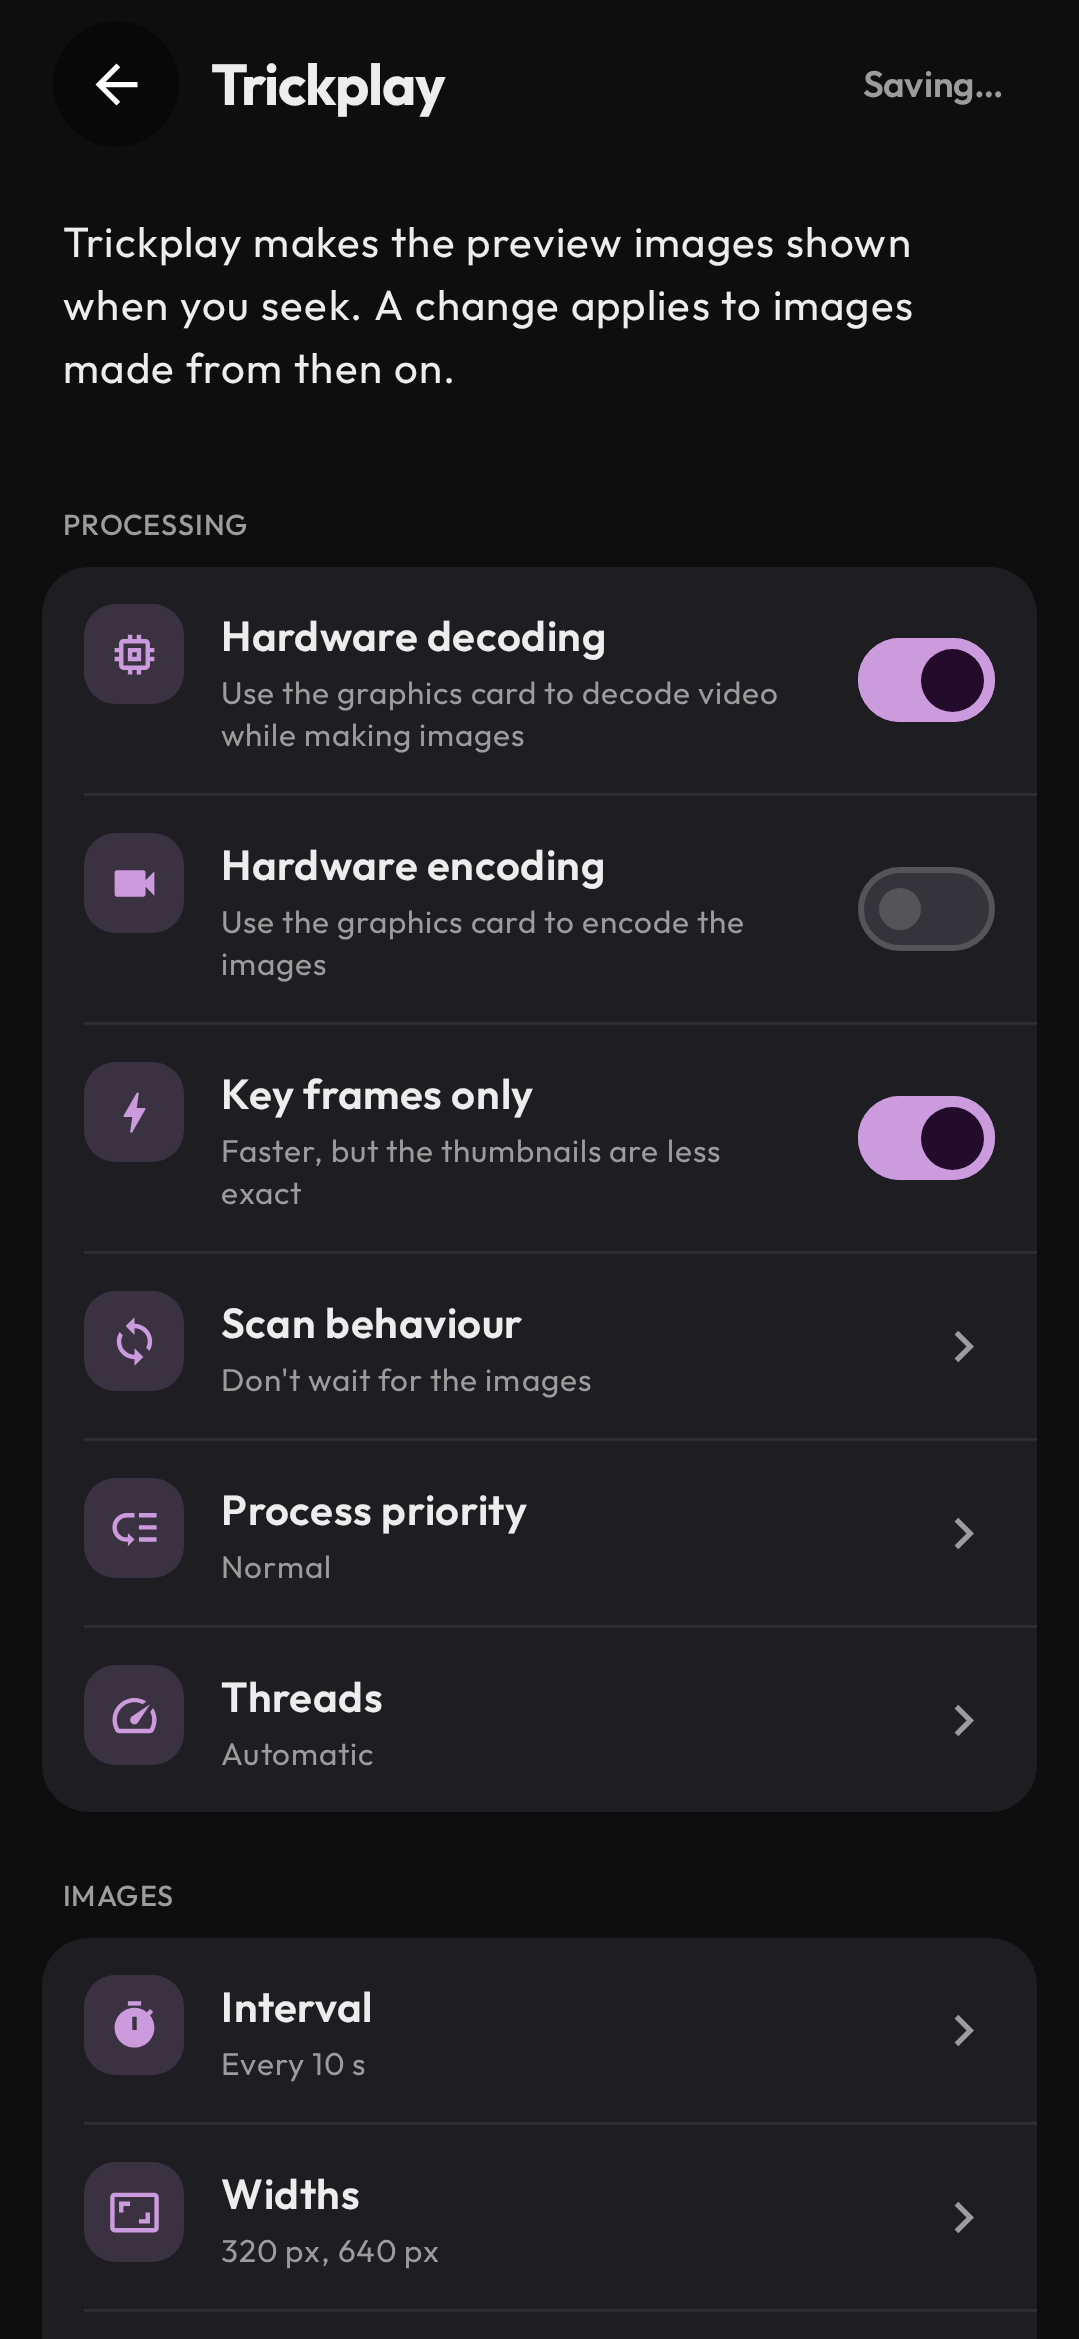 Trickplay
Saving...
Trickplay makes the preview images shown
when you seek. A change applies to images
made from then on.
PROCESSING
Hardware decoding
Use the graphics card to decode video
while making images
Hardware encoding
Use the graphics card to encode the
images
Key frames only
Faster, but the thumbnails are less
exact
Scan behaviour
Don't wait for the images
Process priority
Normal
Threads
Automatic
IMAGES
Interval
Every 10 s
Widths
320 px, 640 px